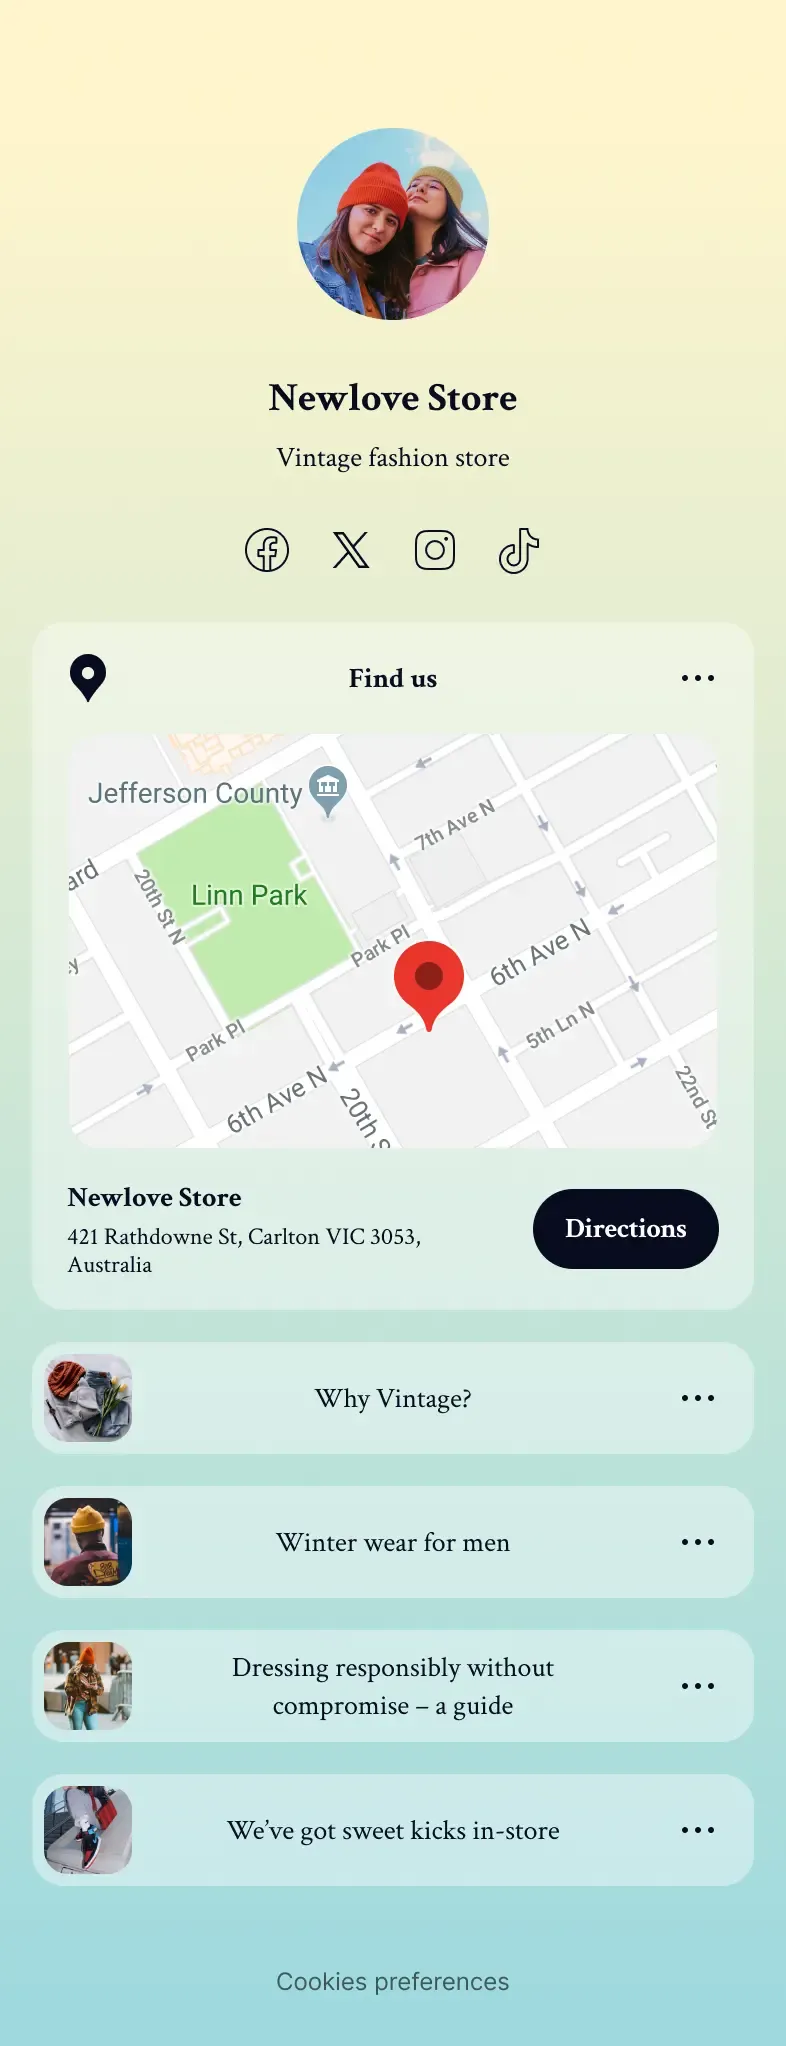 Newlove Store
Vintage fashion store
Find us
Jefferson County
7th Ave N
ard
20th St N
Linn Park
Park Pl
6th Ave N
5th Ln N
Park Pl
6th Ave N
20th S
22nd St
Newlove Store
421 Rathdowne St, Carlton VIC 3053,
Australia
Directions
Why Vintage?
Winter wear for men
Dressing responsibly without
compromise – a guide
We’ve got sweet kicks in-store
Cookies preferences